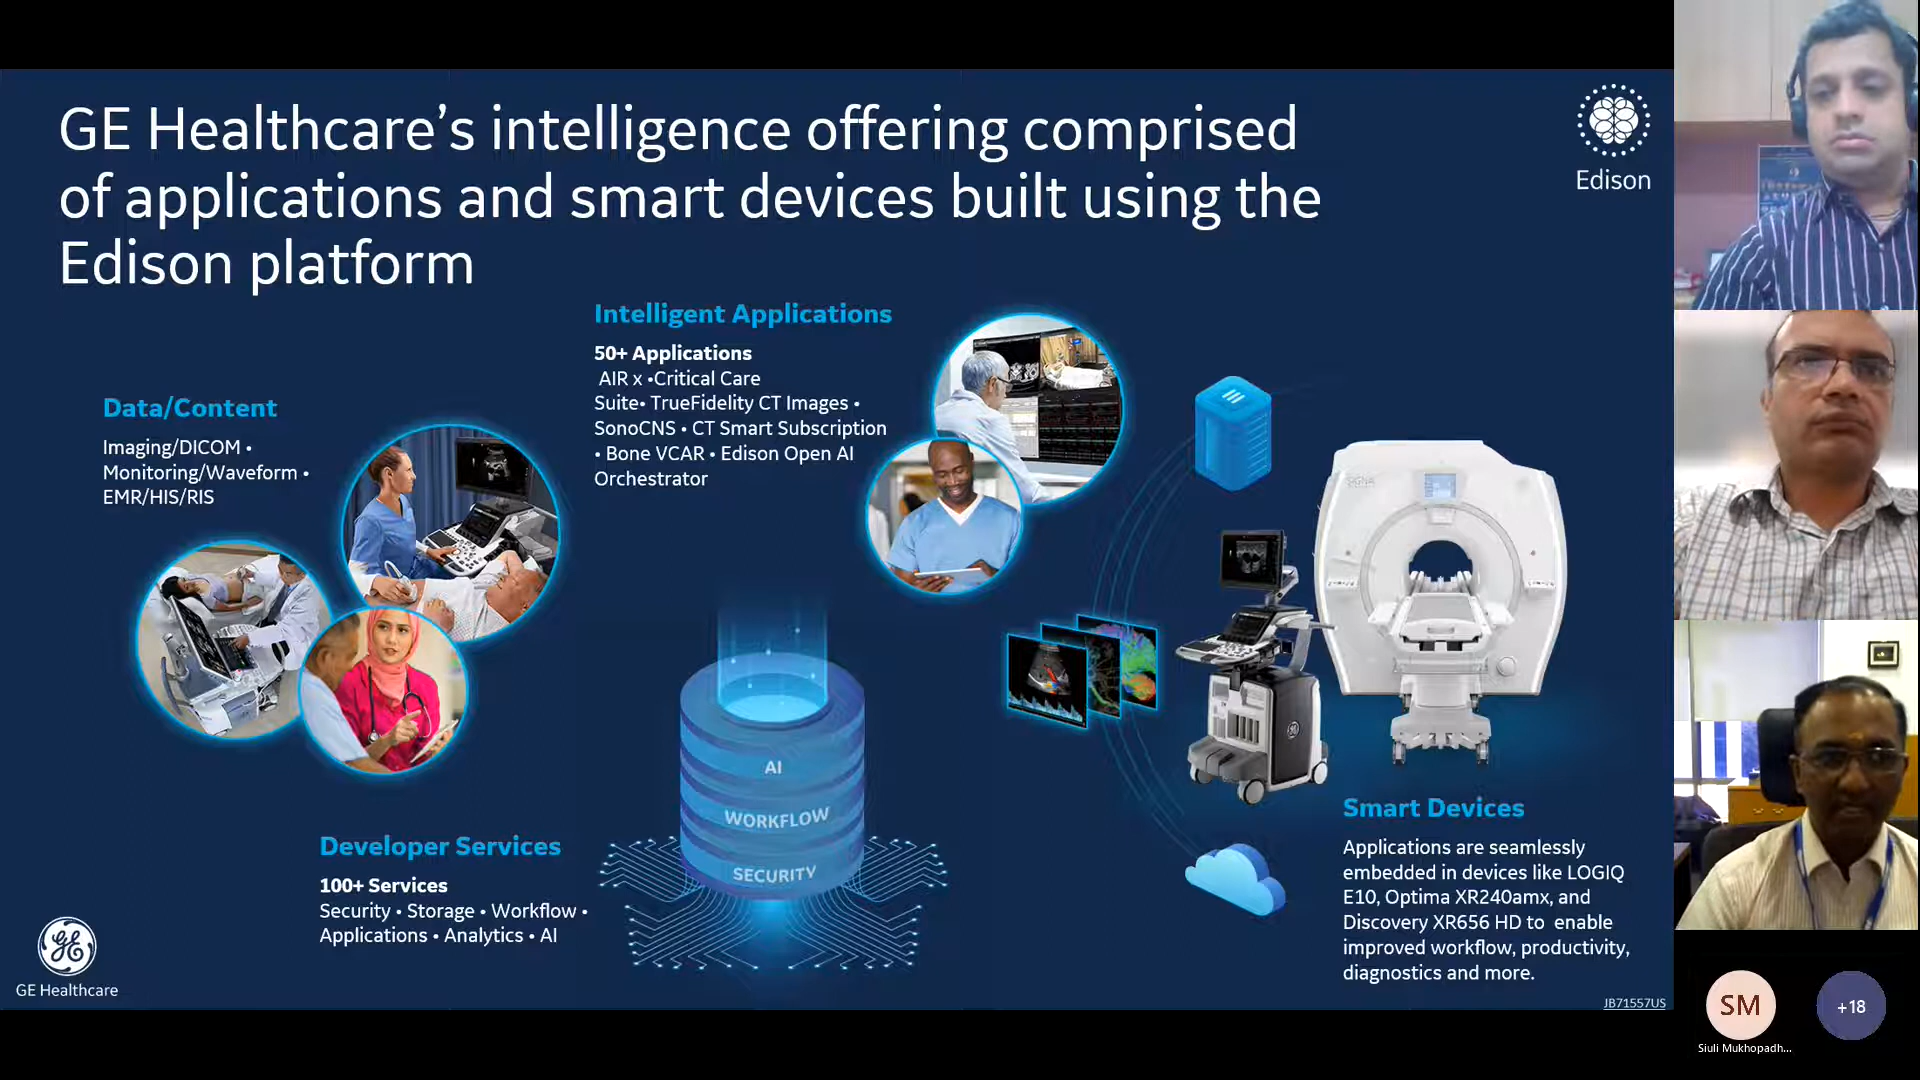 GE Healthcare's intelligence offering comprised
of applications and smart devices built using the
Edison platform
Edison
Data/Content
Imaging/DICOM •
Monitoring/Waveform •
EMR/HIS/RIS
Intelligent Applications
50+ Applications
AIR x •Critical Care
Suite• TrueFidelity CT Images •
SonoCNS • CT Smart Subscription
• Bone VCAR • Edison Open AI
Orchestrator
AI
WORKFLOW
SECURITY
Developer Services
100+ Services
Security • Storage • Workflow •
Applications • Analytics • AI
Smart Devices
Applications are seamlessly
embedded in devices like LOGIQ
E10, Optima XR240amx, and
Discovery XR656 HD to enable
improved workflow, productivity,
diagnostics and more.
GE Healthcare
JB71557US
SM
Siuli Mukhopadh...
+18